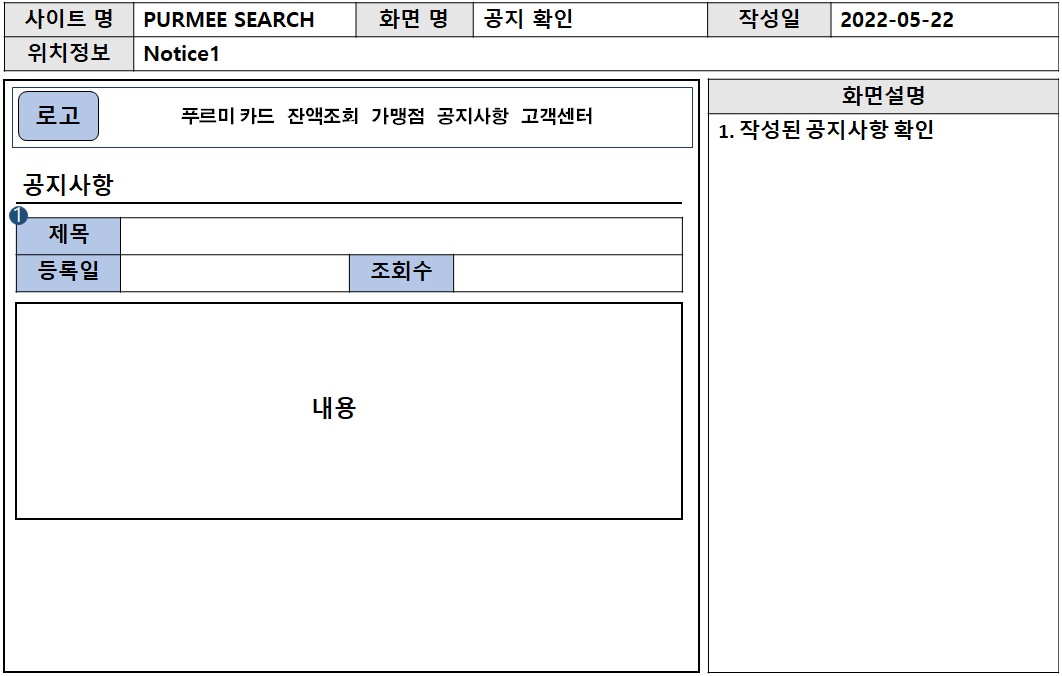 사이트 명 PURMEE SEARCH 화면 명 공지 확인 작성일 2022-05-22
위치정보 Notice1
로고 푸르미 카드 잔액조회 가맹점 공지사항 고객센터
공지사항
1
제목
등록일 조회수
내용
화면설명
1. 작성된 공지사항 확인